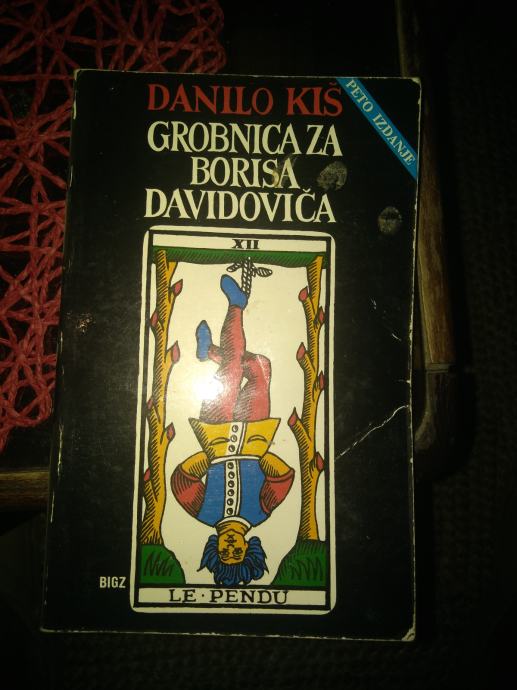 DANILO KIŠ
PETO IZDANJE
GROBNICA ZA
BORISA
DAVIDOVIČA
XII
BIGZ
LE·PENDU